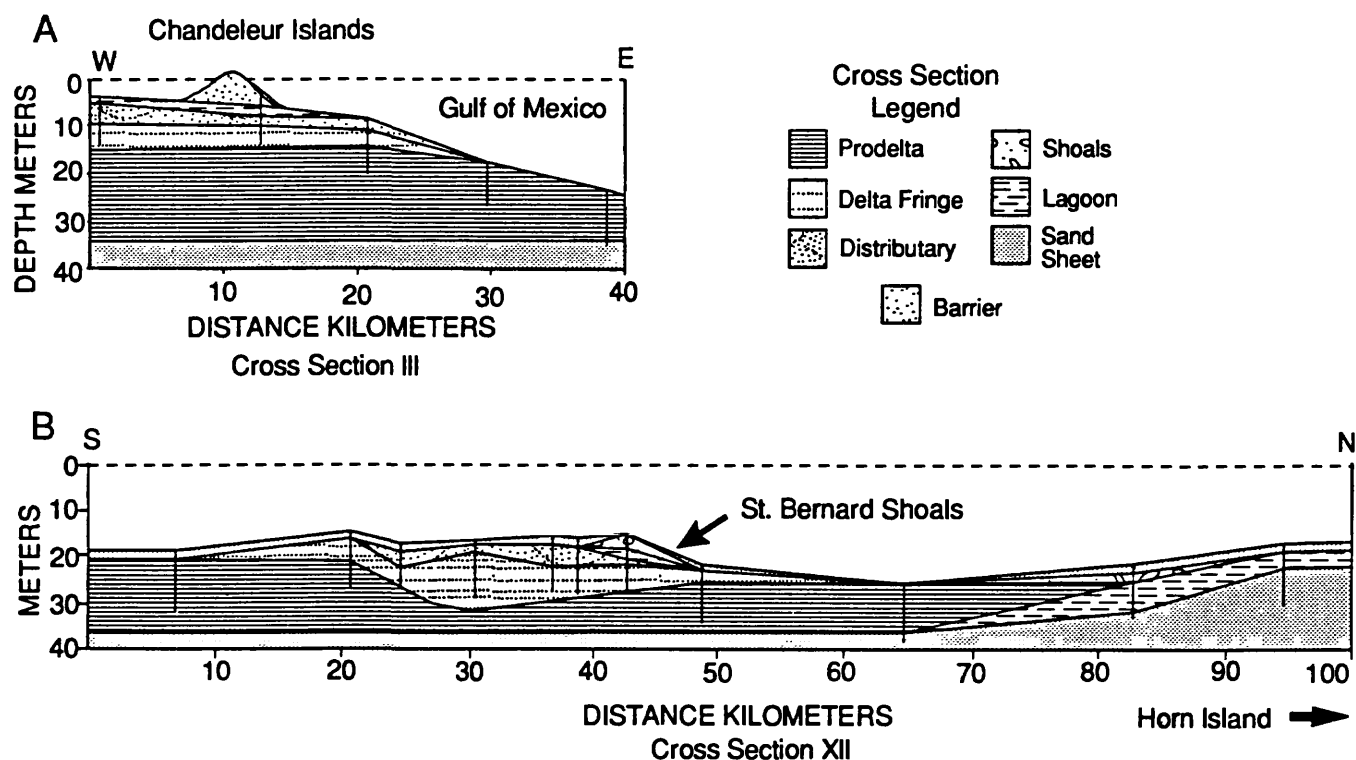 A
Chandeleur Islands
W
E
0
10
20
30
40
DEPTH METERS
Gulf of Mexico
10
20
30
40
DISTANCE KILOMETERS
Cross Section III
Cross Section
Legend
Prodelta
Shoals
Delta Fringe
Lagoon
Distributary
Sand
Sheet
Barrier
B
S
N
0
10
20
30
40
METERS
St. Bernard Shoals
10
20
30
40
50
60
70
80
90
100
DISTANCE KILOMETERS
Horn Island
Cross Section XII